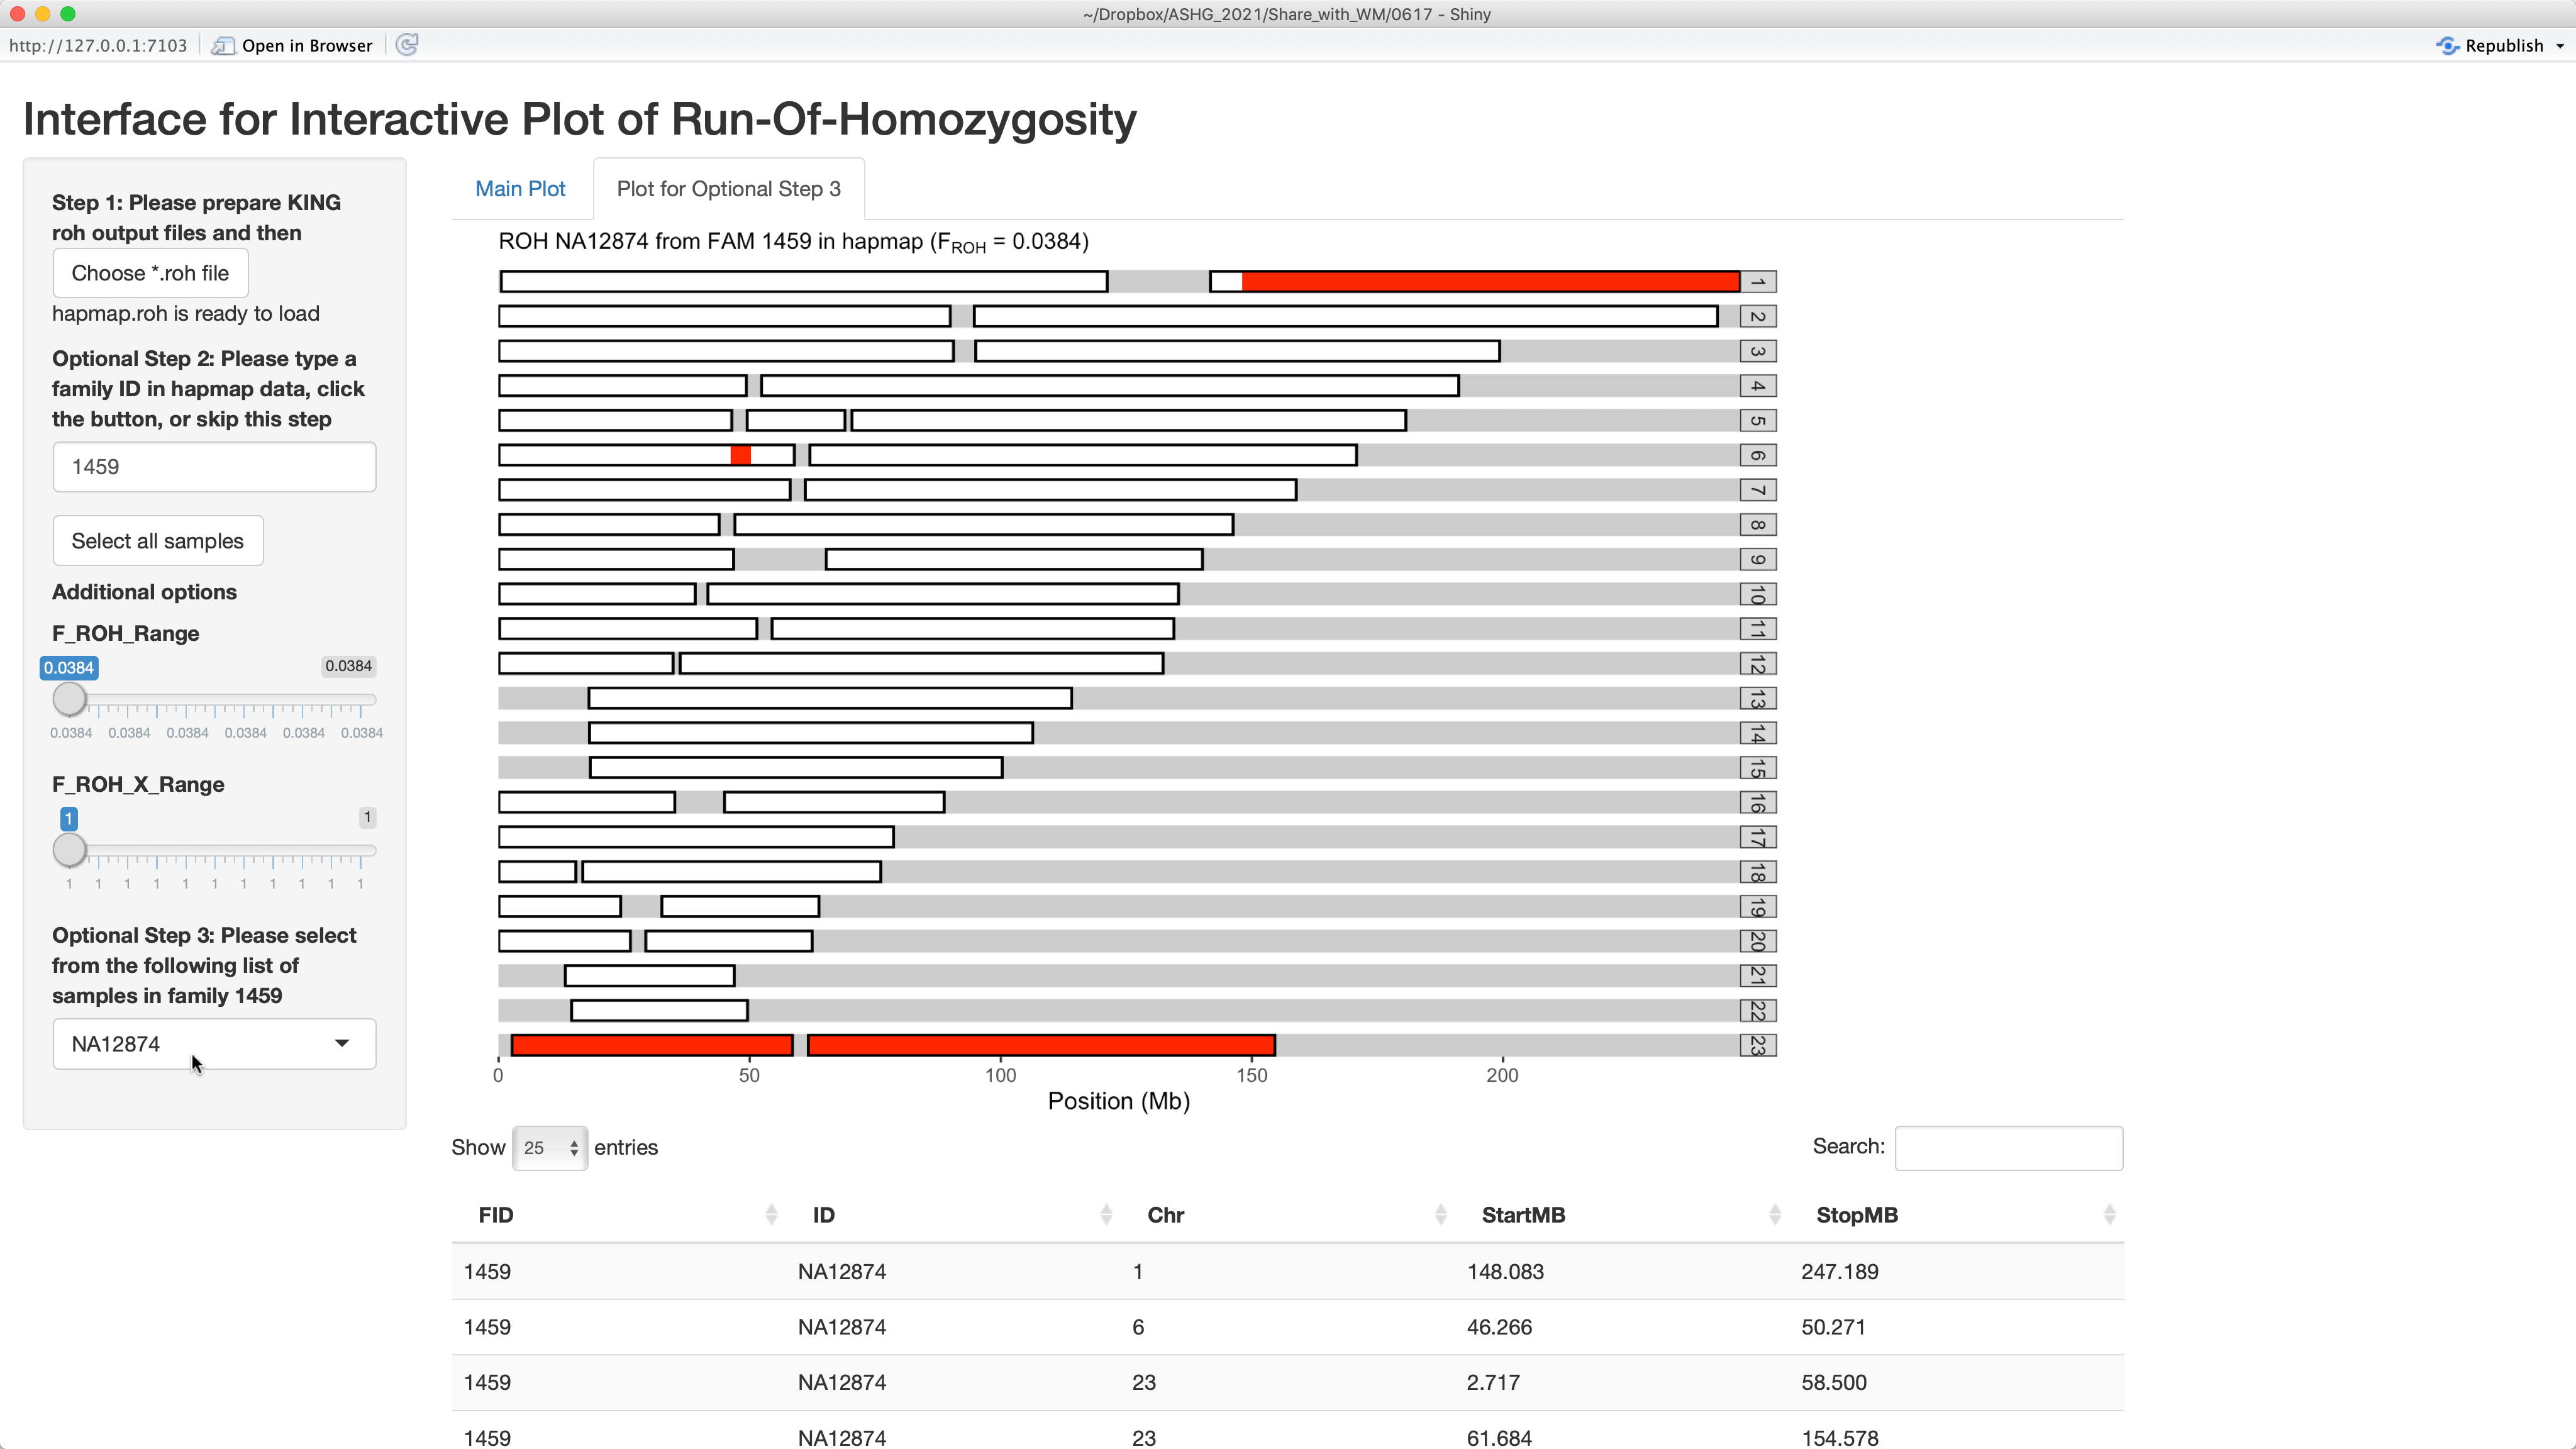 ~/Dropbox/ASHG_2021/Share_with_WM/0617 - Shiny
http://127.0.0.1:7103 Open in Browser Republish
Interface for Interactive Plot of Run-Of-Homozygosity
Step 1: Please prepare KING
roh output files and then
Choose *.roh file
hapmap.roh is ready to load
Optional Step 2: Please type a
family ID in hapmap data, click
the button, or skip this step
1459
Select all samples
Additional options
F_ROH_Range
0.0384 0.0384
0.0384 0.0384 0.0384 0.0384 0.0384 0.0384
F_ROH_X_Range
1 1
1 1 1 1 1 1 1 1 1 1 1
Optional Step 3: Please select
from the following list of
samples in family 1459
NA12874
Main Plot Plot for Optional Step 3
ROH NA12874 from FAM 1459 in hapmap (FROH = 0.0384)
1
2
3
4
5
6
7
8
9
10
11
12
13
14
15
16
17
18
19
20
21
22
23
0 50 100 150 200
Position (Mb)
Show 25 entries Search:
FID ID Chr StartMB StopMB
1459 NA12874 1 148.083 247.189
1459 NA12874 6 46.266 50.271
1459 NA12874 23 2.717 58.500
1459 NA12874 23 61.684 154.578